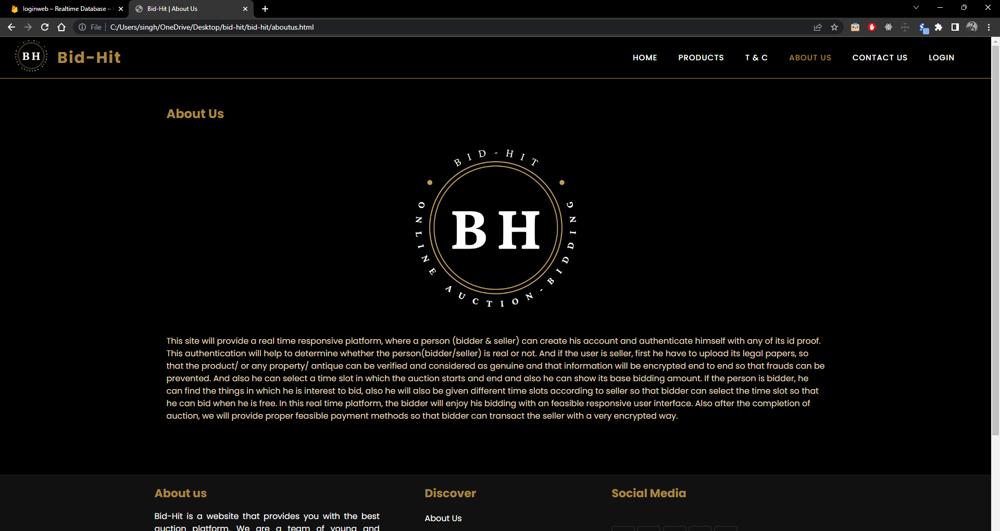 loginweb – Realtime Database –
Bid-Hit | About Us
File
C:/Users/singh/OneDrive/Desktop/bid-hit/bid-hit/aboutus.html
BID-HIT
BH
ONLINE AUCTION-BIDDING
Bid-Hit
HOME
PRODUCTS
T & C
ABOUT US
CONTACT US
LOGIN
About Us
BID-HIT
BH
ONLINE AUCTION-BIDDING
This site will provide a real time responsive platform, where a person (bidder & seller) can create his account and authenticate himself with any of its id proof.
This authentication will help to determine whether the person(bidder/seller) is real or not. And if the user is seller, first he have to upload its legal papers, so
that the product/ or any property/ antique can be verified and considered as genuine and that information will be encrypted end to end so that frauds can be
prevented. And also he can select a time slot in which the auction starts and end and also he can show its base bidding amount. If the person is bidder, he
can find the things in which he is interest to bid, also he will also be given different time slots according to seller so that bidder can select the time slot so that
he can bid when he is free. In this real time platform, the bidder will enjoy his bidding with an feasible responsive user interface. Also after the completion of
auction, we will provide proper feasible payment methods so that bidder can transact the seller with a very encrypted way.
About us
Discover
Social Media
Bid-Hit is a website that provides you with the best
About Us
auction platform. We are a team of young and